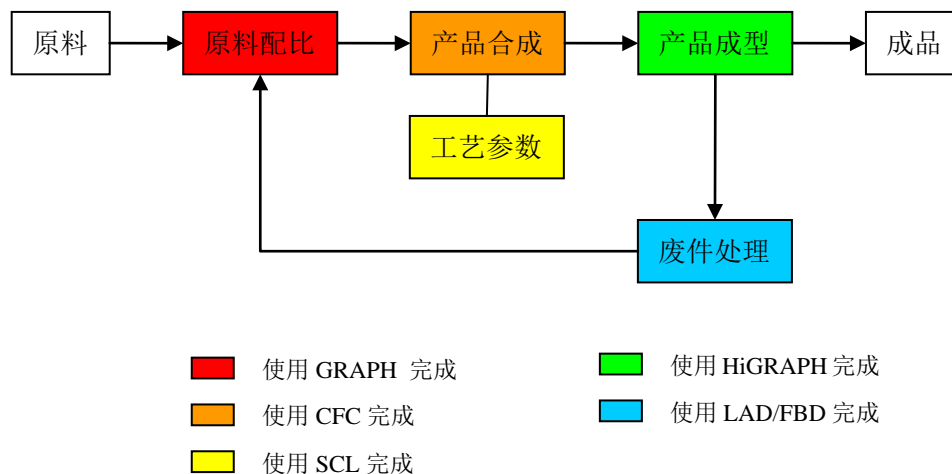 原料
原料配比
产品合成
产品成型
成品
工艺参数
废件处理
使用 GRAPH 完成
使用 HiGRAPH 完成
使用 CFC 完成
使用 LAD/FBD 完成
使用 SCL 完成